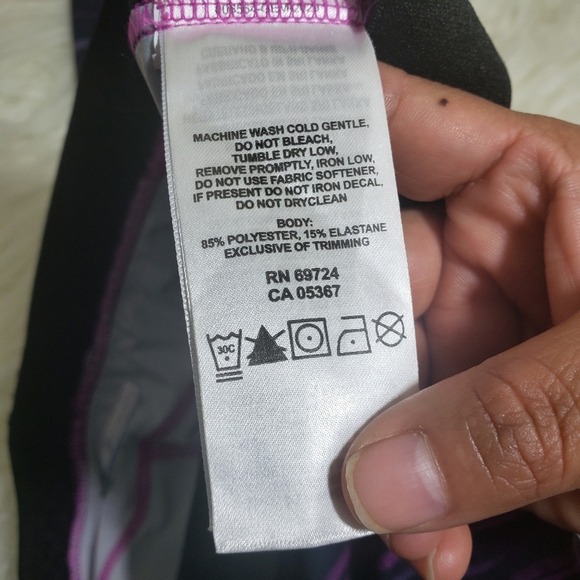 MACHINE WASH COLD GENTLE,
DO NOT BLEACH,
TUMBLE DRY LOW,
REMOVE PROMPTLY, IRON LOW,
DO NOT USE FABRIC SOFTENER,
IF PRESENT DO NOT IRON DECAL,
DO NOT DRYCLEAN
BODY:
85% POLYESTER, 15% ELASTANE
EXCLUSIVE OF TRIMMING
RN 69724
CA 05367
30C